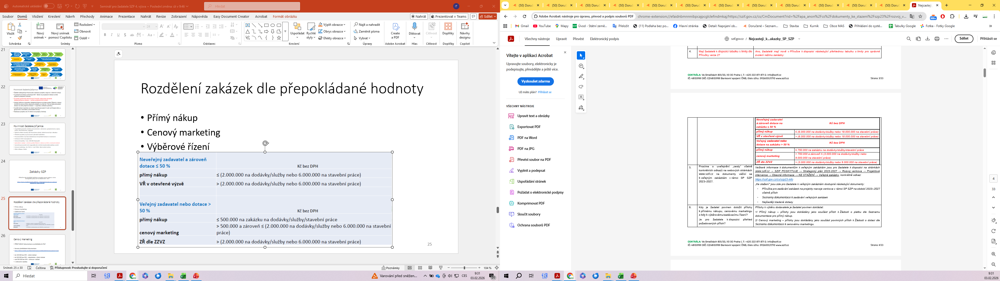 Automatické ukládání
Seminář pro žadatele SZP 4. výzva • Poslední změna: út v 9:46
Hledat
IT
Soubor Domů Vložení Kreslení Návrh Přechody Animace Prezentace Nahrát Revize Zobrazení Nápověda Easy Document Creator Acrobat Formát obrázku
Nahrát Prezentovat v Teams Sdílet
Vložit
Nový snímek
Nový snímek pomocí Copilotu
Rozložení
Obnovit
Oddíl
24
Uspořádat
Rychlé styly
Výplň obrazce
Obrys obrazce
Efekty obrazce
Najít a nahradit
Zaměnit písma
Vybrat
Create a PDF
Diktovat
Citlivost
Doplňky
Návrhy designu
Schránka Snímky Písmo Odstavec Kreslení Úpravy Adobe Acrobat Hlas Citlivost Doplňky Copilot
21
22
Povinnosti žadatele/příjemce
23
Povinnosti žadatele/příjemce
24
Zakázky SZP
25
Rozdělení zakázek dle přepokládané hodnoty
26
Cenový marketing
Rozdělení zakázek dle přepokládané hodnoty
• Přímý nákup
• Cenový marketing
• Výběrové řízení
Neveřejný zadavatel a zároveň
dotace ≤ 50 % Kč bez DPH
přímý nákup ≤ (2.000.000 na dodávky/služby nebo 6.000.000 na stavební práce)
VŘ v otevřené výzvě > (2.000.000 na dodávky/služby nebo 6.000.000 na stavební práce)
Veřejný zadavatel nebo dotace >
50 % Kč bez DPH
přímý nákup ≤ 500.000 na zakázku na dodávky/služby/stavební práce
> 500.000 a zároveň ≤ (2.000.000 na dodávky/služby nebo 6.000.000 na stavební
cenový marketing práce)
ZŘ dle ZZVZ > (2.000.000 na dodávky/služby nebo 6.000.000 na stavební práce)
25
Snímek 25 z 30 Čeština Přístupnost: Prostudujte si doporučení
Poznámky 104 %
Hledat
Varování před sněžen...
CES
9:31
03.02.2026
20
(50) Doruč (50) Doruč (50) Doruč (50) Doruč (50) Doruč (50) Doruč (50) Doruč (50) Doruč (50) Doruč (50) Doruč (50) Doruč (50) Doruč Nejcasteji_
Adobe Acrobat: nástroje pro úpravu, převod a podpis souborů PDF
chrome-extension://efaidnbmnnnibpcajpcglclefindmkaj/https://szif.gov.cz/cs/CmDocument?rid=%2Fapa_anon%2Fcs%2Fdokumenty_ke_stazeni%2Fszp23%2Frozvoj_v...
999+
Gmail YouTube Mapy Úvod - Státní země... Přeložit (11) Podlaha bez po... Hlavní stránka Detail: Napojení ob... Doručené – Seznam... Stavba Kurník Obce MAS Přihlášení do systé... Tabulky Google Fotka - Fotky Google
Všechny nástroje Upravit Převést Elektronický podpis
szif.gov.cz / Nejcasteji_k...akazky_SP_SZP
Sdílet
Přihlásit se
Vítejte v aplikaci Acrobat
Upravujte soubory, elektronicky je
podepisujte, převádějte a ještě více.
Vyzkoušet zdarma
Už máte plán? Přihlásit se
VŠECHNY NÁSTROJE
Upravit text a obrázky
Exportovat PDF
PDF na Word
PDF na JPG
Převést soubor na PDF
Vyplnit a podepsat
Uspořádání stránek
Požádat o elektronické podpisy
Komprimovat PDF
Sloučit soubory
Ochrana souborů PDF
4. Mají žadatelé k dispozici tabulku s limity dle Příručky verze 2?
Ano, žadatelé mají nově v Příručce k dispozici následující přehlednou tabulku s limity pro správné
zvolení režimu zakázky:
CENTRÁLA: Ve Smečkách 801/33, 110 00 Praha 1, T: +420 222 871 871 E: info@szif.cz
IČ: 48133981 DIČ: CZ48133981 Bankovní spojení: ČNB, číslo účtu: 3926001/0710 www.szif.cz
Strana 3/33
Neveřejný zadavatel
a zároveň dotace na
zakázku ≤ 50 %
Kč bez DPH
přímý nákup ≤ (6.000.000 na dodávky/služby nebo 18.000.000 na stavební práce)
VŘ v otevřené výzvě > (6.000.000 na dodávky/služby nebo 18.000.000 na stavební práce)
Veřejný zadavatel nebo
dotace na zakázku > 50 %
Kč bez DPH
přímý nákup ≤ 750.000 na zakázku na dodávky/služby/stavební práce
cenový marketing > 750.000 a zároveň ≤ (3.000.000 na dodávky/služby nebo
9.000.000 na stavební práce)
ZŘ dle ZZVZ > (3.000.000 na dodávky/služby nebo 9.000.000 na stavební práce)
5. Prosíme o uveřejnění „cesty“ včetně
konkrétních odkazů na webových stránkách
www.szif.cz na dokumenty vážící se
k veřejným zakázkám v rámci SP SZP
2023–2027.
Veškeré informace k dokumentům k veřejným zakázkám jsou pro žadatele k dispozici na stránkách
www.szif.cz → SZIF POSKYTUJE → Strategický plán 2023-2027 → Rozvoj venkova → Projektové
intervence → Obecné informace → KE STAŽENÍ → Veřejné zakázky, konkrétně odkaz:
https://szif.gov.cz/cs/szp23-info
„Ke stažení“ jsou zde pro žadatele k veřejným zakázkám dostupné následující dokumenty:
- Příručka pro zadávání zakázek na projekty rozvoje venkova v rámci SP SZP na období 2023–2027
včetně příloh
- Seznamy dokumentace k zadávání veřejných zakázek
- Nejčastěji kladené dotazy
6. Kdy je žadatel povinen doložit přílohy
k přímému nákupu, cenovému marketingu
a kdy k výběrovému/zadávacímu řízení?
Je pro žadatele k dispozici přehled
požadovaných příloh?
Přílohy k výběru dodavatele je žadatel povinen dokládat:
1/ Přímý nákup – přílohy jsou dokládány jako součást příloh k Žádosti o platbu dle Seznamu
dokumentace pro přímý nákup.
2/ Cenový marketing – přílohy jsou dokládány jako součást povinných příloh k Žádosti o dotaci dle
Seznamu dokumentace k cenovému marketingu.
CENTRÁLA: Ve Smečkách 801/33, 110 00 Praha 1, T: +420 222 871 871 E: info@szif.cz
IČ: 48133981 DIČ: CZ48133981 Bankovní spojení: ČNB, číslo účtu: 3926001/0710 www.szif.cz
Strana 4/33
4
33
9:31
03.02.2026